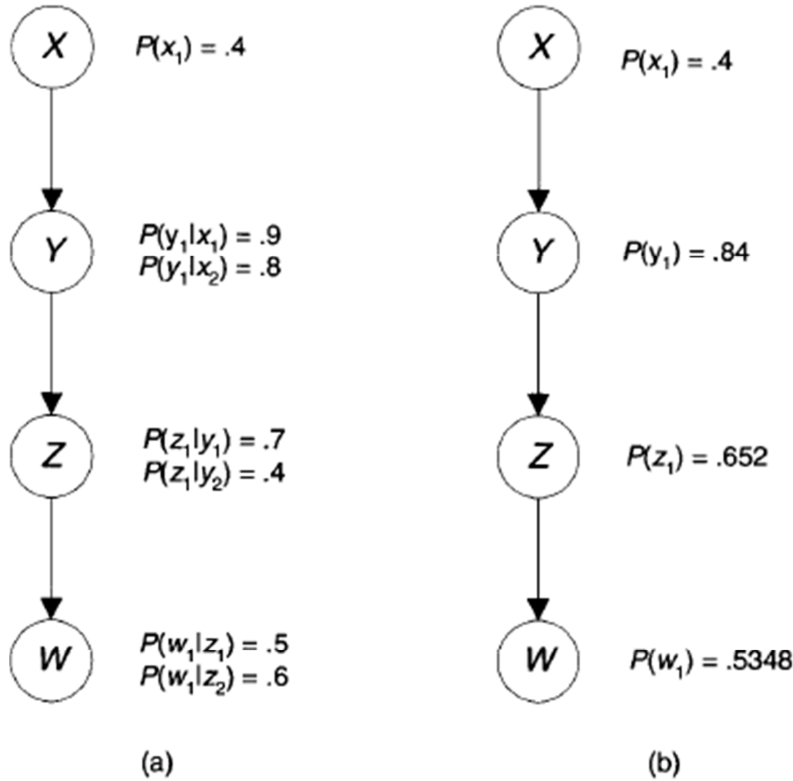 X P(x₁) = .4 X P(x₁) = .4
Y P(y₁|x₁) = .9 Y P(y₁) = .84
P(y₁|x₂) = .8
Z P(z₁|y₁) = .7 Z P(z₁) = .652
P(z₁|y₂) = .4
W P(w₁|z₁) = .5 W P(w₁) = .5348
P(w₁|z₂) = .6
(a) (b)